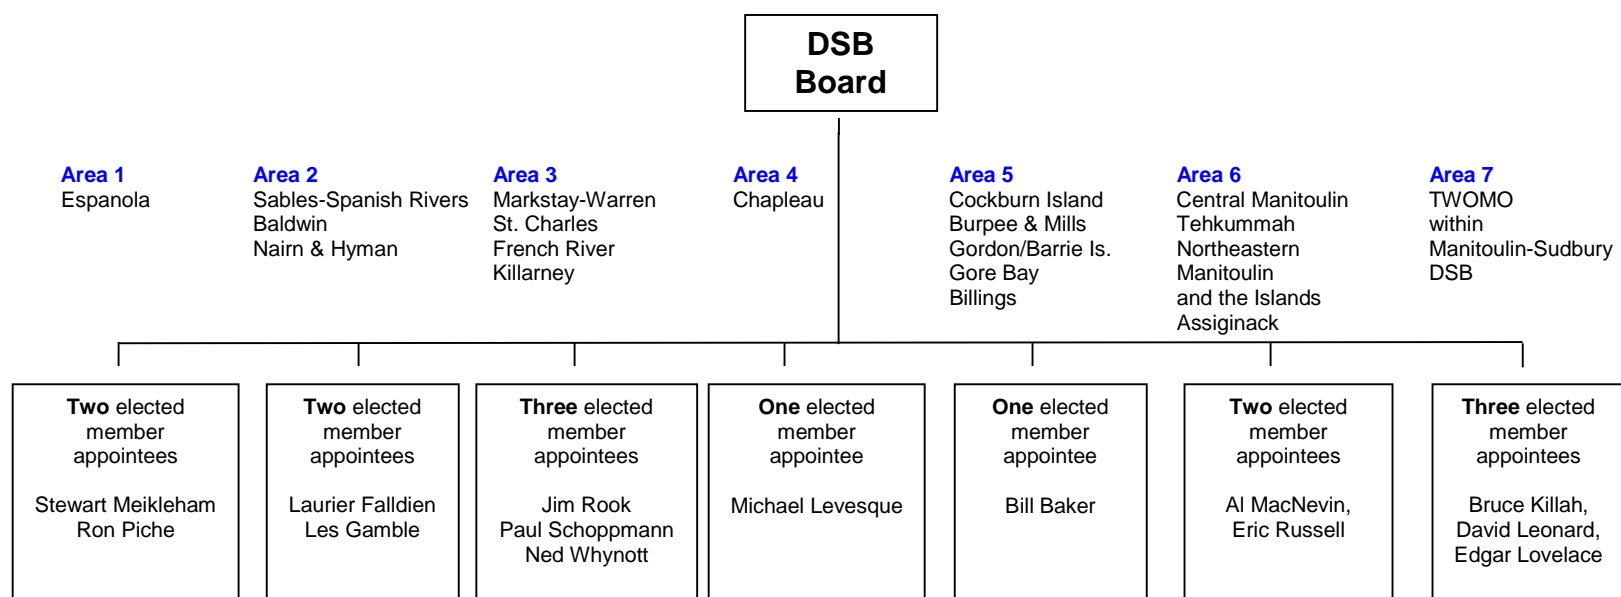 DSB
Board
Area 1
Espanola
Area 2
Sables-Spanish Rivers
Baldwin
Nairn & Hyman
Area 3
Markstay-Warren
St. Charles
French River
Killarney
Area 4
Chapleau
Area 5
Cockburn Island
Burpee & Mills
Gordon/Barrie Is.
Gore Bay
Billings
Area 6
Central Manitoulin
Tehkummah
Northeastern
Manitoulin
and the Islands
Assiginack
Area 7
TWOMO
within
Manitoulin-Sudbury
DSB
Two elected
member
appointees
Stewart Meikleham
Ron Piche
Two elected
member
appointees
Laurier Falldien
Les Gamble
Three elected
member
appointees
Jim Rook
Paul Schoppmann
Ned Whynott
One elected
member
appointee
Michael Levesque
One elected
member
appointee
Bill Baker
Two elected
member
appointees
Al MacNevin,
Eric Russell
Three elected
member
appointees
Bruce Killah,
David Leonard,
Edgar Lovelace